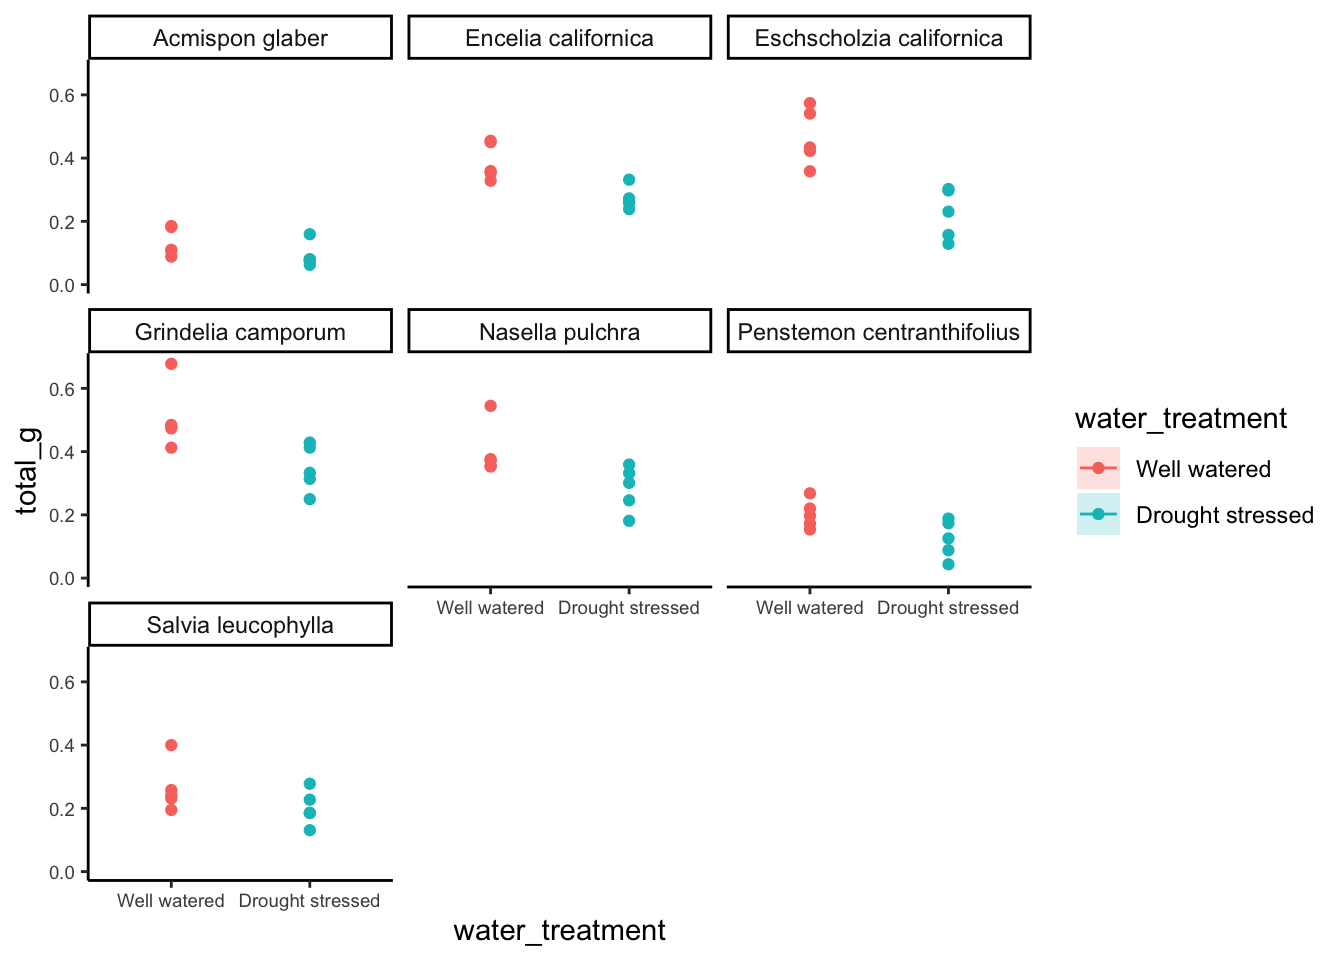 Acmispon glaber
Encelia californica
Eschscholzia californica
0.6
0.4
0.2
0.0
Grindelia camporum
Nasella pulchra
Penstemon centranthifolius
0.6
0.4
0.2
0.0
total_g
Well watered
Drought stressed
Well watered
Drought stressed
Salvia leucophylla
0.6
0.4
0.2
0.0
Well watered
Drought stressed
water_treatment
water_treatment
Well watered
Drought stressed